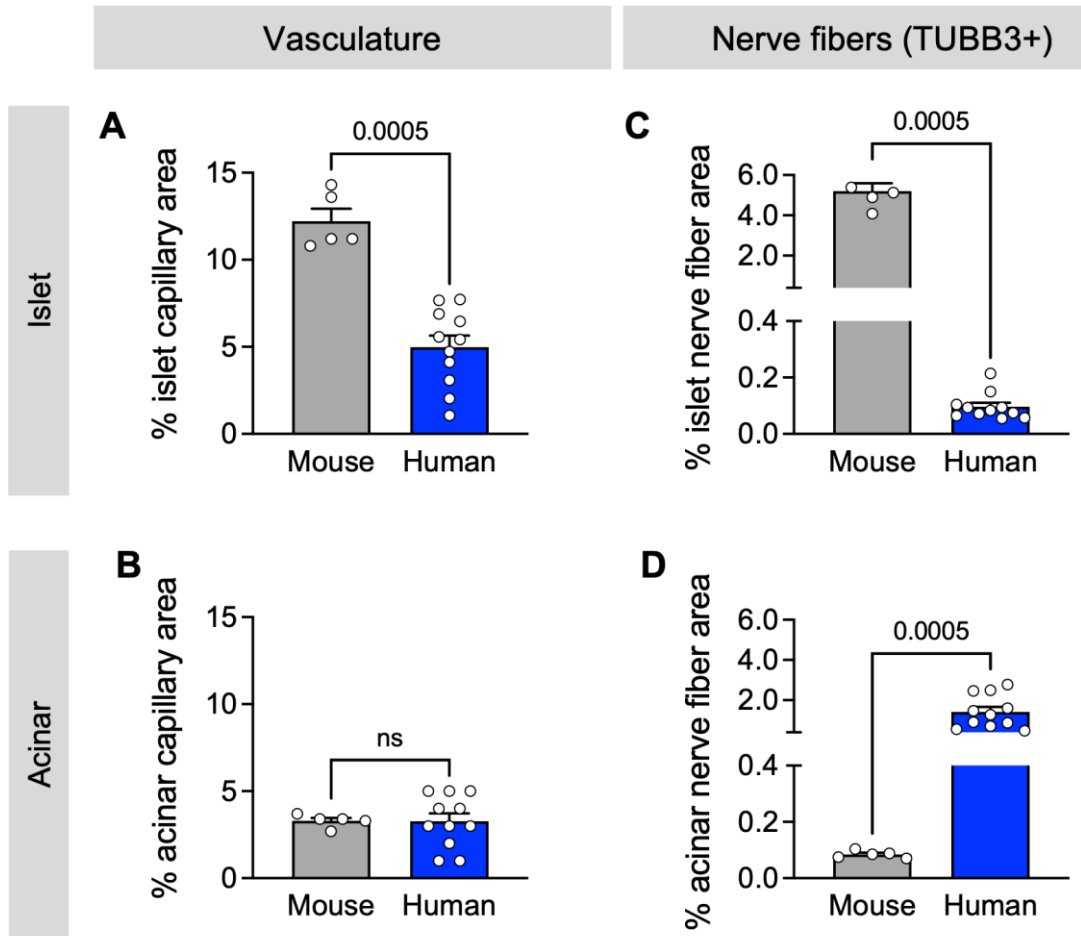 Vasculature
Nerve fibers (TUBB3+)
Islet
A
% islet capillary area
15
10
5
0
0.0005
Mouse Human
C
% islet nerve fiber area
6.0
4.0
2.0
0.4
0.2
0.0
0.0005
Mouse Human
Acinar
B
% acinar capillary area
15
10
5
0
ns
Mouse Human
D
% acinar nerve fiber area
6.0
4.0
2.0
0.4
0.2
0.0
0.0005
Mouse Human